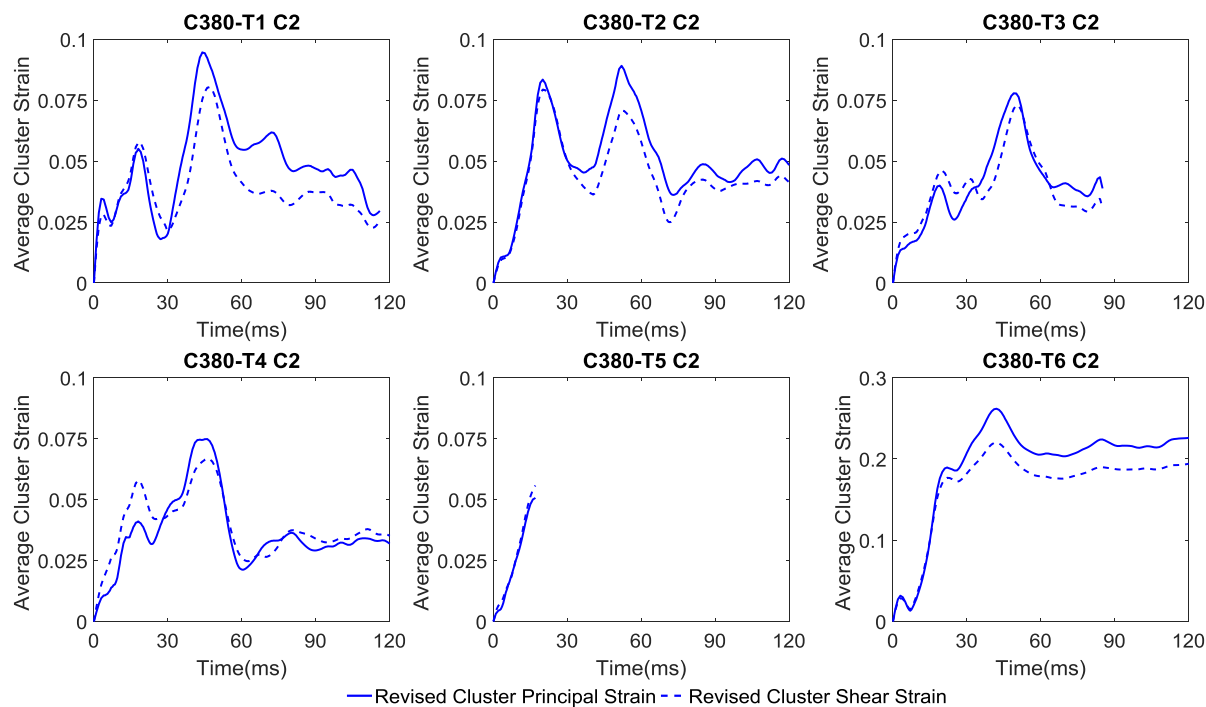 C380-T1 C2
C380-T2 C2
C380-T3 C2
0.1
0.075
0.05
0.025
0
Average Cluster Strain
0 30 60 90 120
Time(ms)
0.1
0.075
0.05
0.025
0
Average Cluster Strain
0 30 60 90 120
Time(ms)
0.1
0.075
0.05
0.025
0
Average Cluster Strain
0 30 60 90 120
Time(ms)
C380-T4 C2
C380-T5 C2
C380-T6 C2
0.1
0.075
0.05
0.025
0
Average Cluster Strain
0 30 60 90 120
Time(ms)
0.1
0.075
0.05
0.025
0
Average Cluster Strain
0 30 60 90 120
Time(ms)
0.3
0.2
0.1
0
Average Cluster Strain
0 30 60 90 120
Time(ms)
Revised Cluster Principal Strain Revised Cluster Shear Strain